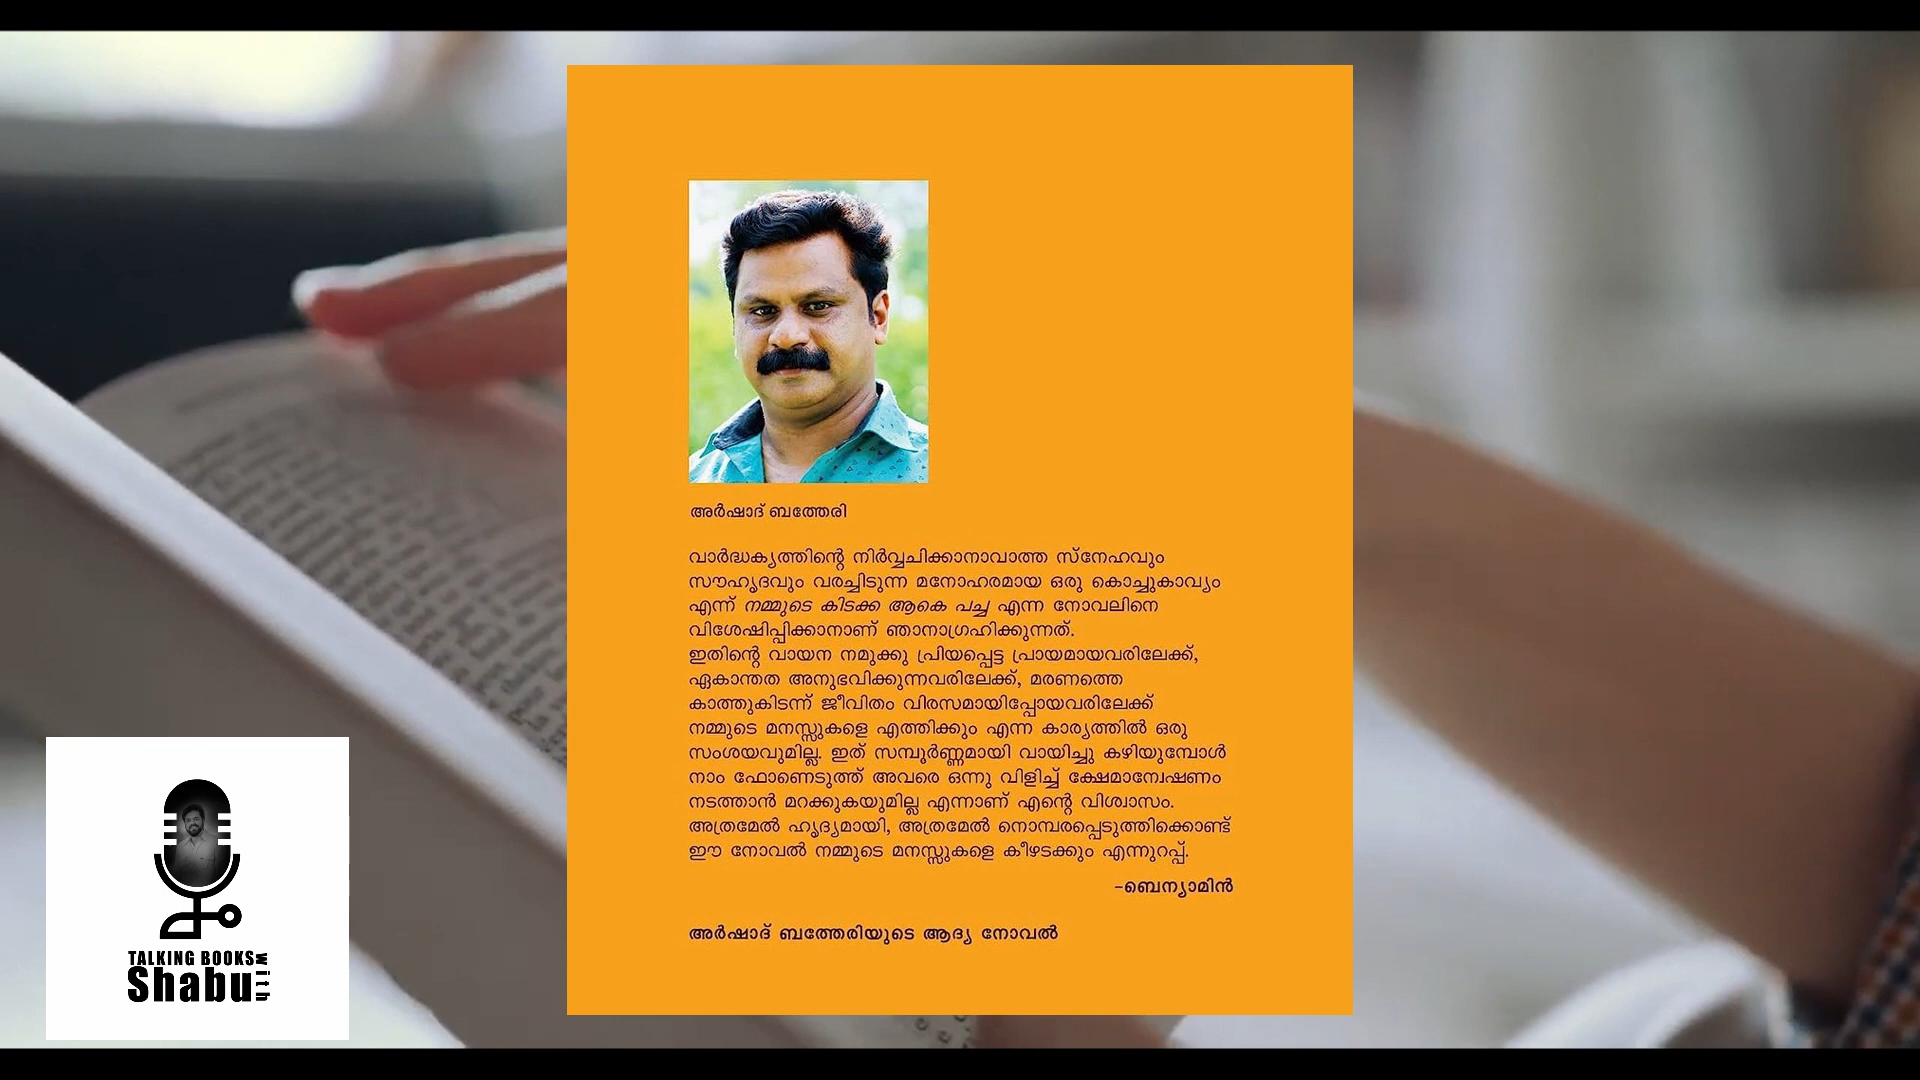 അർഷാദ് ബത്തേരി
വാർദ്ധക്യത്തിന്റെ നിർവ്വചിക്കാനാവാത്ത സ്നേഹവും
സൗഹൃദവും വരച്ചിടുന്ന മനോഹരമായ ഒരു കൊച്ചുകാവ്യം
എന്ന് നമ്മുടെ കിടക്ക ആകെ പച്ച എന്ന നോവലിനെ
വിശേഷിപ്പിക്കാനാണ് ഞാനാഗ്രഹിക്കുന്നത്.
ഇതിന്റെ വായന നമുക്കു പ്രിയപ്പെട്ട പ്രായമായവരിലേക്ക്,
ഏകാന്തത അനുഭവിക്കുന്നവരിലേക്ക്, മരണത്തെ
കാത്തുകിടന്ന് ജീവിതം വിരസമായിപ്പോയവരിലേക്ക്
നമ്മുടെ മനസ്സുകളെ എത്തിക്കും എന്ന കാര്യത്തിൽ ഒരു
സംശയവുമില്ല. ഇത് സമ്പൂർണ്ണമായി വായിച്ചു കഴിയുമ്പോൾ
നാം ഫോണെടുത്ത് അവരെ ഒന്നു വിളിച്ച് ക്ഷേമാന്വേഷണം
നടത്താൻ മറക്കുകയുമില്ല എന്നാണ് എന്റെ വിശ്വാസം.
അത്രമേൽ ഹൃദ്യമായി, അത്രമേൽ നൊമ്പരപ്പെടുത്തിക്കൊണ്ട്
ഈ നോവൽ നമ്മുടെ മനസ്സുകളെ കീഴടക്കും എന്നുറപ്പ്.
-ബെന്യാമിൻ
അർഷാദ് ബത്തേരിയുടെ ആദ്യ നോവൽ
TALKING BOOKS
with
Shabu